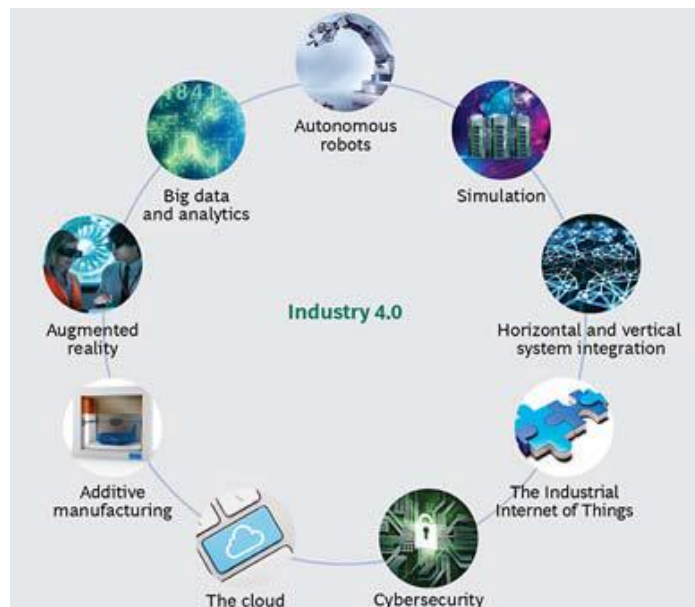 Autonomous
robots
Simulation
Horizontal and vertical
system integration
The Industrial
Internet of Things
Cybersecurity
The cloud
Additive
manufacturing
Augmented
reality
Big data
and analytics
Industry 4.0